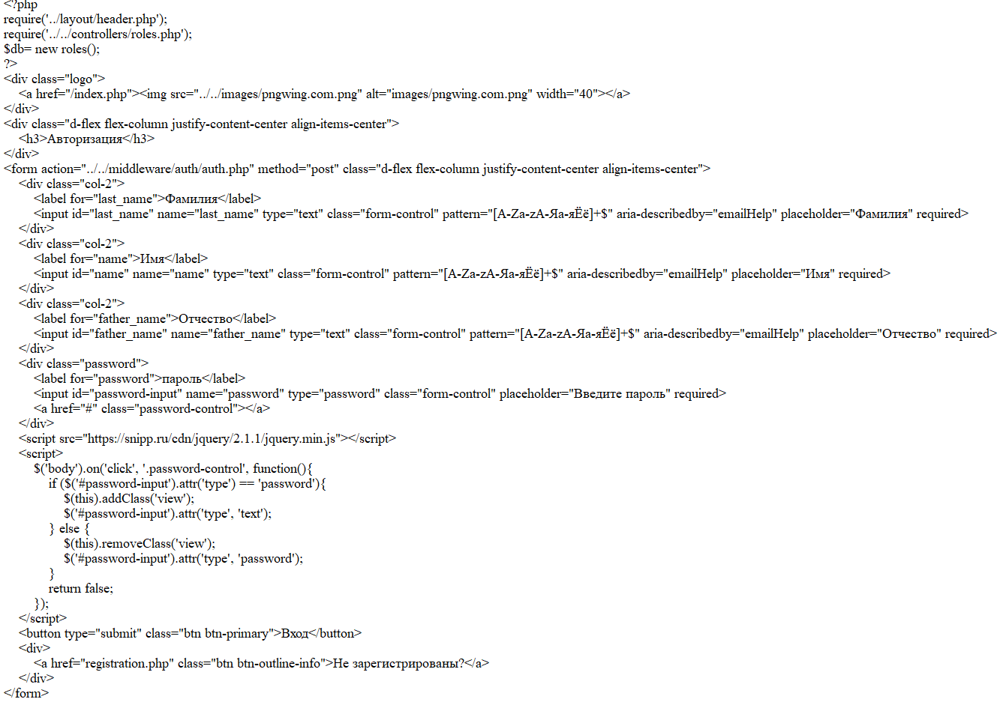 <?php
require('../layout/header.php');
require('../../controllers/roles.php');
$db= new roles();
?>
<div class="logo">
<a href="/index.php"><img src="../../images/pngwing.com.png" alt="images/pngwing.com.png" width="40"></a>
</div>
<div class="d-flex flex-column justify-content-center align-items-center">
<h3>Авторизация</h3>
</div>
<form action="../../middleware/auth/auth.php" method="post" class="d-flex flex-column justify-content-center align-items-center">
<div class="col-2">
<label for="last_name">Фамилия</label>
<input id="last_name" name="last_name" type="text" class="form-control" pattern="[A-Za-zА-Яа-яЁё]+$" aria-describedby="emailHelp" placeholder="Фамилия" required>
</div>
<div class="col-2">
<label for="name">Имя</label>
<input id="name" name="name" type="text" class="form-control" pattern="[A-Za-zА-Яа-яЁё]+$" aria-describedby="emailHelp" placeholder="Имя" required>
</div>
<div class="col-2">
<label for="father_name">Отчество</label>
<input id="father_name" name="father_name" type="text" class="form-control" pattern="[A-Za-zА-Яа-яЁё]+$" aria-describedby="emailHelp" placeholder="Отчество" required>
</div>
<div class="password">
<label for="password">пароль</label>
<input id="password-input" name="password" type="password" class="form-control" placeholder="Введите пароль" required>
<a href="#" class="password-control"></a>
</div>
<script src="https://snipp.ru/cdn/jquery/2.1.1/jquery.min.js"></script>
<script>
$('body').on('click', '.password-control', function(){
if ($('#password-input').attr('type') == 'password'){
$(this).addClass('view');
$('#password-input').attr('type', 'text');
} else {
$(this).removeClass('view');
$('#password-input').attr('type', 'password');
}
return false;
});
</script>
<button type="submit" class="btn btn-primary">Вход</button>
<div>
<a href="registration.php" class="btn btn-outline-info">Не зарегистрированы?</a>
</div>
</form>